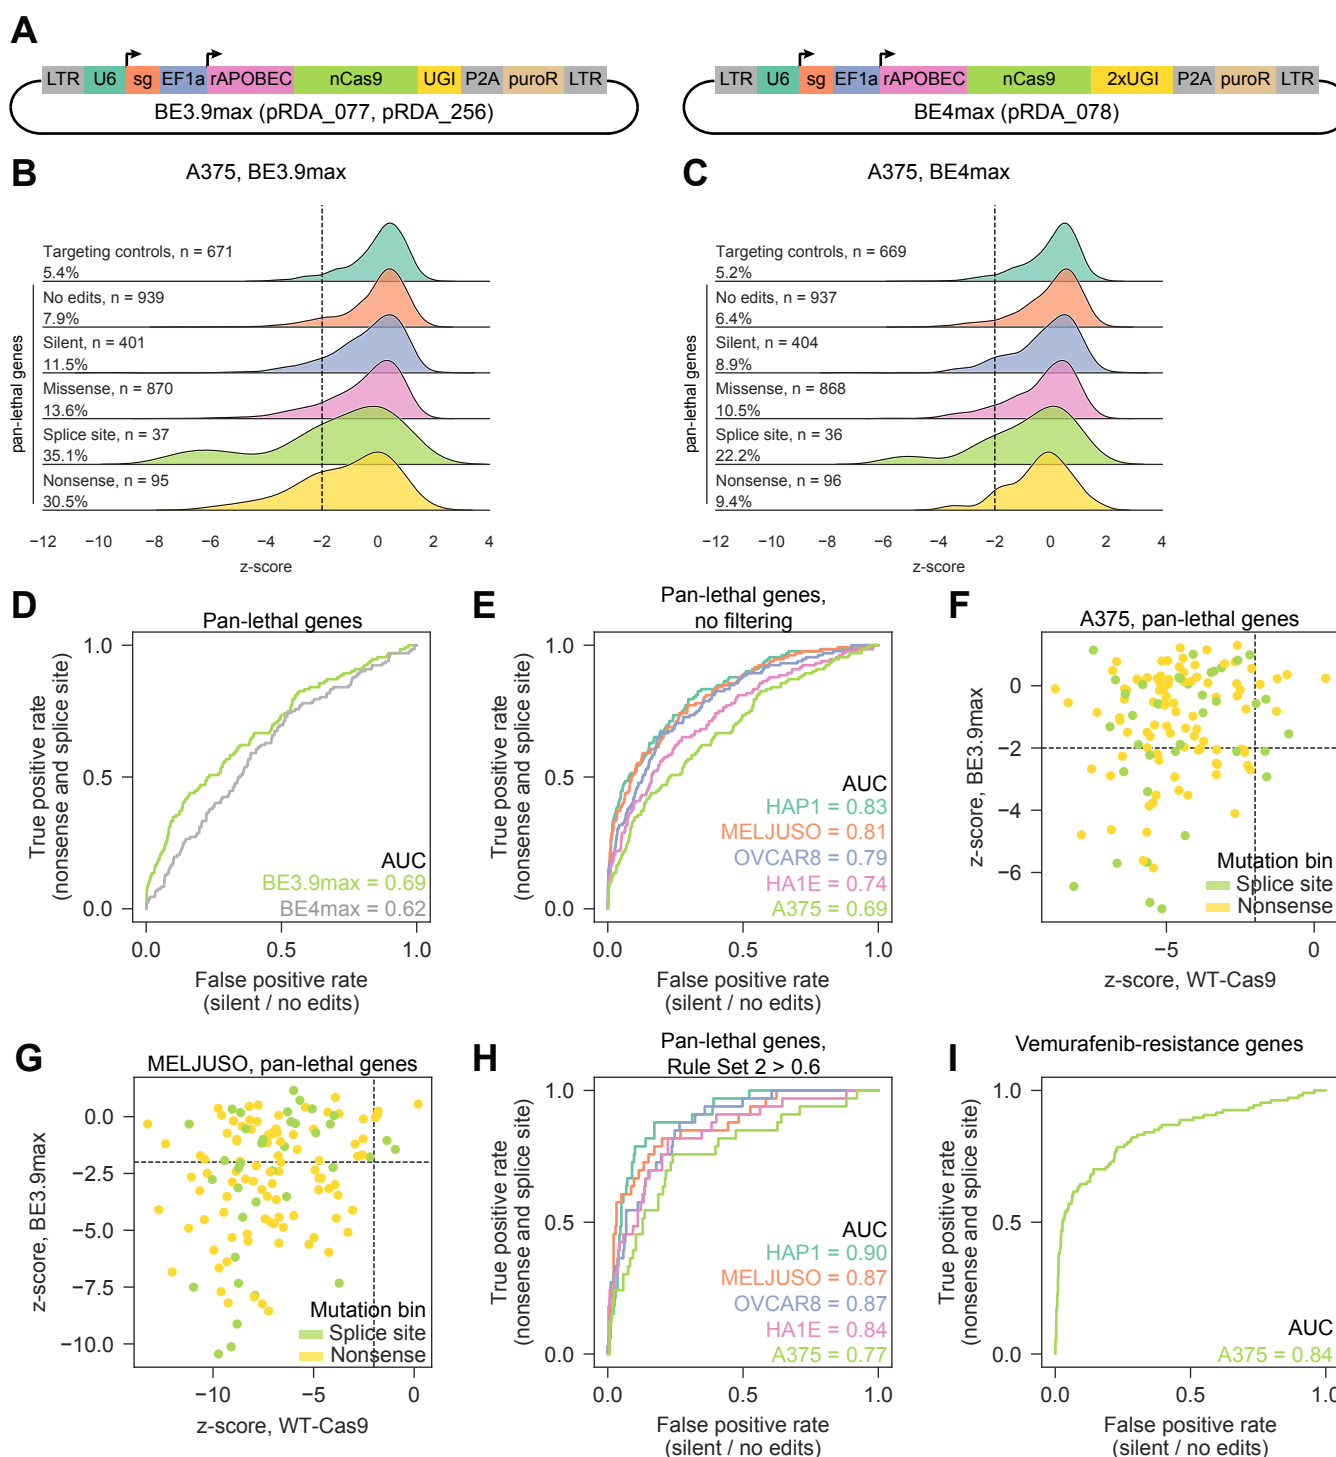 A
LTR U6 sg EF1a rAPOBEC nCas9 UGI P2A puroR LTR
BE3.9max (pRDA_077, pRDA_256)
LTR U6 sg EF1a rAPOBEC nCas9 2xUGI P2A puroR LTR
BE4max (pRDA_078)
B
A375, BE3.9max
Targeting controls, n = 671
5.4%
No edits, n = 939
7.9%
Silent, n = 401
11.5%
Missense, n = 870
13.6%
Splice site, n = 37
35.1%
Nonsense, n = 95
30.5%
pan-lethal genes
−12 −10 −8 −6 −4 −2 0 2 4
z-score
C
A375, BE4max
Targeting controls, n = 669
5.2%
No edits, n = 937
6.4%
Silent, n = 404
8.9%
Missense, n = 868
10.5%
Splice site, n = 36
22.2%
Nonsense, n = 96
9.4%
pan-lethal genes
−12 −10 −8 −6 −4 −2 0 2 4
z-score
D
Pan-lethal genes
True positive rate
(nonsense and splice site)
1.0
0.5
0.0
AUC
BE3.9max = 0.69
BE4max = 0.62
0.0 0.5 1.0
False positive rate
(silent / no edits)
E
Pan-lethal genes,
no filtering
True positive rate
(nonsense and splice site)
1.0
0.5
0.0
AUC
HAP1 = 0.83
MELJUSO = 0.81
OVCAR8 = 0.79
HA1E = 0.74
A375 = 0.69
0.0 0.5 1.0
False positive rate
(silent / no edits)
F
A375, pan-lethal genes
z-score, BE3.9max
0
−2
−4
−6
Mutation bin
Splice site
Nonsense
−5 0
z-score, WT-Cas9
G
MELJUSO, pan-lethal genes
z-score, BE3.9max
0.0
−2.5
−5.0
−7.5
−10.0
Mutation bin
Splice site
Nonsense
−10 −5 0
z-score, WT-Cas9
H
Pan-lethal genes,
Rule Set 2 > 0.6
True positive rate
(nonsense and splice site)
1.0
0.5
0.0
AUC
HAP1 = 0.90
MELJUSO = 0.87
OVCAR8 = 0.87
HA1E = 0.84
A375 = 0.77
0.0 0.5 1.0
False positive rate
(silent / no edits)
I
Vemurafenib-resistance genes
True positive rate
(nonsense and splice site)
1.0
0.5
0.0
AUC
A375 = 0.84
0.0 0.5 1.0
False positive rate
(silent / no edits)